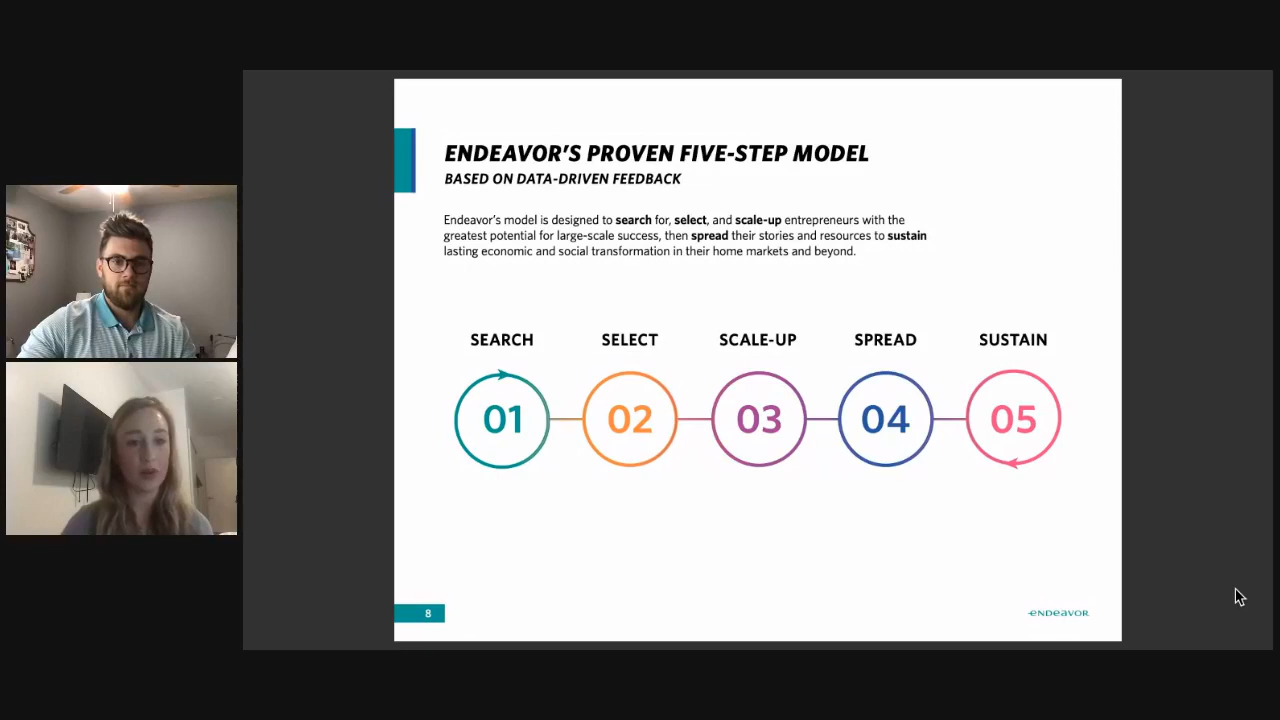 ENDEAVOR'S PROVEN FIVE-STEP MODEL
BASED ON DATA-DRIVEN FEEDBACK
Endeavor's model is designed to search for, select, and scale-up entrepreneurs with the
greatest potential for large-scale success, then spread their stories and resources to sustain
lasting economic and social transformation in their home markets and beyond.
SEARCH SELECT SCALE-UP SPREAD SUSTAIN
01 02 03 04 05
8
ENDEAVOR